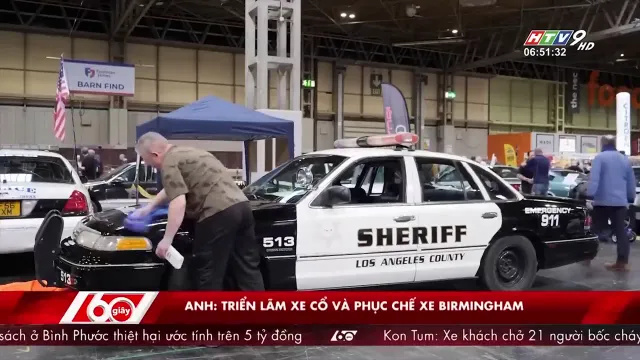 HTV9 HD
06:51:32
BARN FIND
513
SHERIFF
LOS ANGELES COUNTY
EMERGENCY
911
513
60 giây
ANH: TRIỂN LÃM XE CỔ VÀ PHỤC CHẾ XE BIRMINGHAM
sách ở Bình Phước thiệt hại ước tính trên 5 tỷ đồng
60
Kon Tum: Xe khách chở 21 người bốc cháy